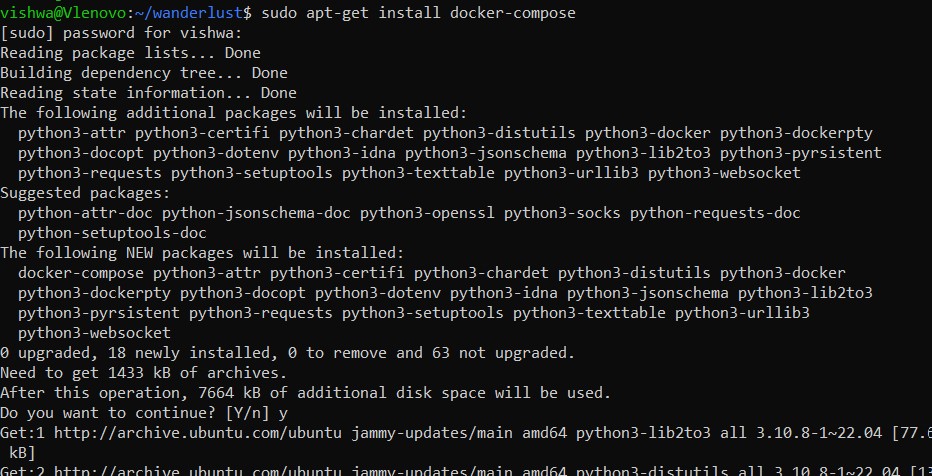 vishwa@Vlenovo:~/wanderlust$ sudo apt-get install docker-compose
[sudo] password for vishwa:
Reading package lists... Done
Building dependency tree... Done
Reading state information... Done
The following additional packages will be installed:
  python3-attr python3-certifi python3-chardet python3-distutils python3-docker python3-dockerpty
  python3-docopt python3-dotenv python3-idna python3-jsonschema python3-lib2to3 python3-pyrsistent
  python3-requests python3-setuptools python3-texttable python3-urllib3 python3-websocket
Suggested packages:
  python-attr-doc python-jsonschema-doc python3-openssl python3-socks python-requests-doc
  python-setuptools-doc
The following NEW packages will be installed:
  docker-compose python3-attr python3-certifi python3-chardet python3-distutils python3-docker
  python3-dockerpty python3-docopt python3-dotenv python3-idna python3-jsonschema python3-lib2to3
  python3-pyrsistent python3-requests python3-setuptools python3-texttable python3-urllib3
  python3-websocket
0 upgraded, 18 newly installed, 0 to remove and 63 not upgraded.
Need to get 1433 kB of archives.
After this operation, 7664 kB of additional disk space will be used.
Do you want to continue? [Y/n] y
Get:1 http://archive.ubuntu.com/ubuntu jammy-updates/main amd64 python3-lib2to3 all 3.10.8-1~22.04 [77.6
 kB]
Get:2 http://archive.ubuntu.com/ubuntu jammy-updates/main amd64 python3-distutils all 3.10.8-1~22.04